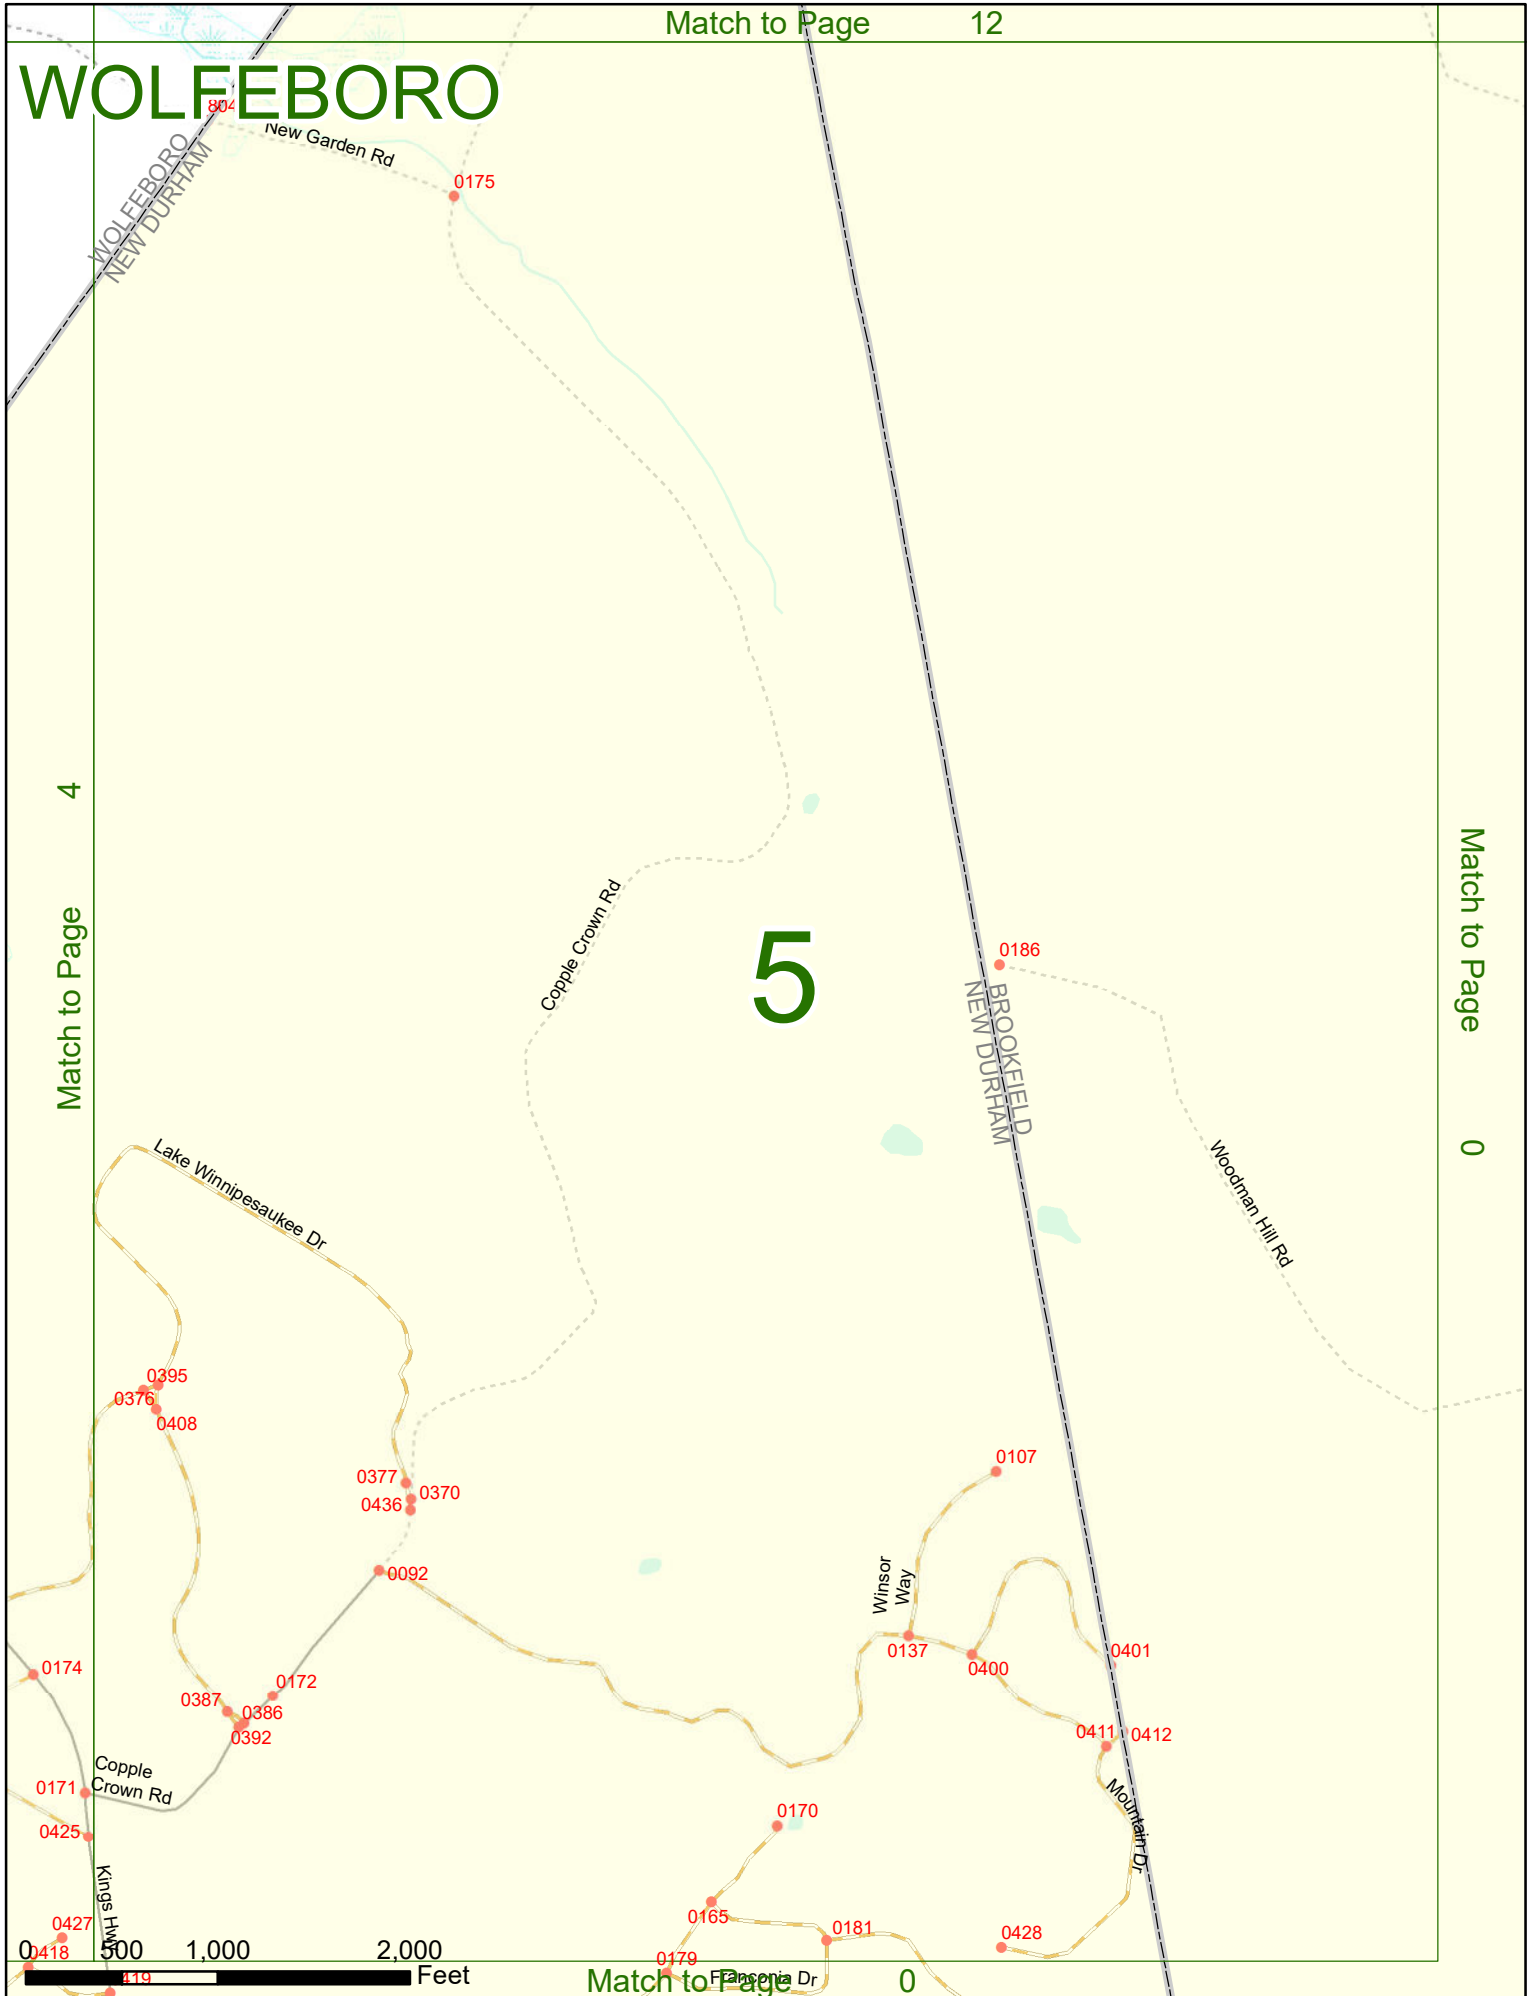 Match to Page 12
WOLFEBORO
804
New Garden Rd
WOLFEBORO
NEW DURHAM
0175
4
Match to Page
Match to Page
0
Copple Crown Rd
5
0186
BROOKFIELD
NEW DURHAM
Woodman Hill Rd
Lake Winnipesaukee Dr
0395
0376
0408
0377
0370
0436
0107
0092
Winsor
Way
0137
0400
0401
0174
0172
0387
0386
0392
0411
0412
Copple
Crown Rd
0171
0170
Mountain Dr
0425
Kings Hwy
0165
0427
0181
0428
0418
0179
0 500 1,000 2,000
Feet
419
Franconia Dr
Match to Page 0